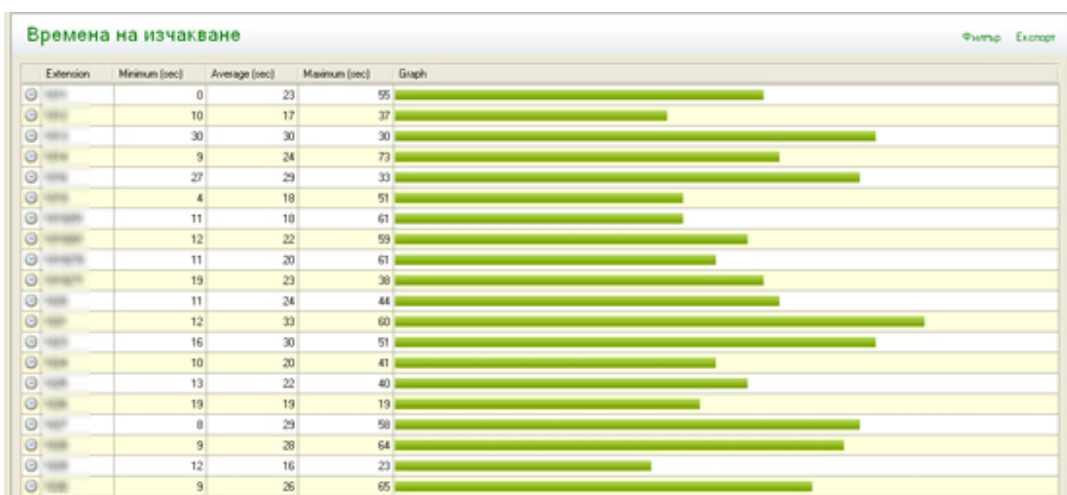 Времена на изчакване
Филтър Експорт
Extension Minimum (sec) Average (sec) Maximum (sec) Graph
0 23 55
10 17 37
30 30 30
9 24 73
27 29 33
4 18 51
11 18 61
12 22 59
11 20 61
19 23 38
11 24 44
12 33 60
16 30 51
10 20 41
13 22 40
19 19 19
8 29 58
9 28 64
12 16 23
9 26 65